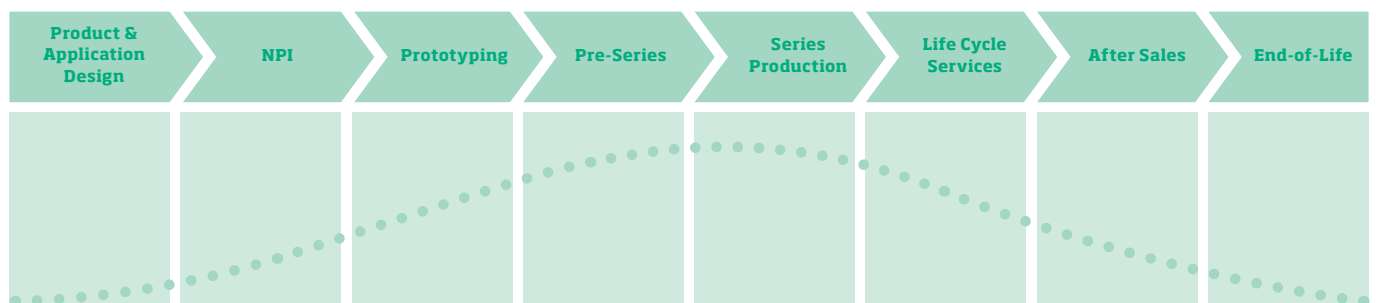 Product &
Application
Design
NPI
Prototyping
Pre-Series
Series
Production
Life Cycle
Services
After Sales
End-of-Life